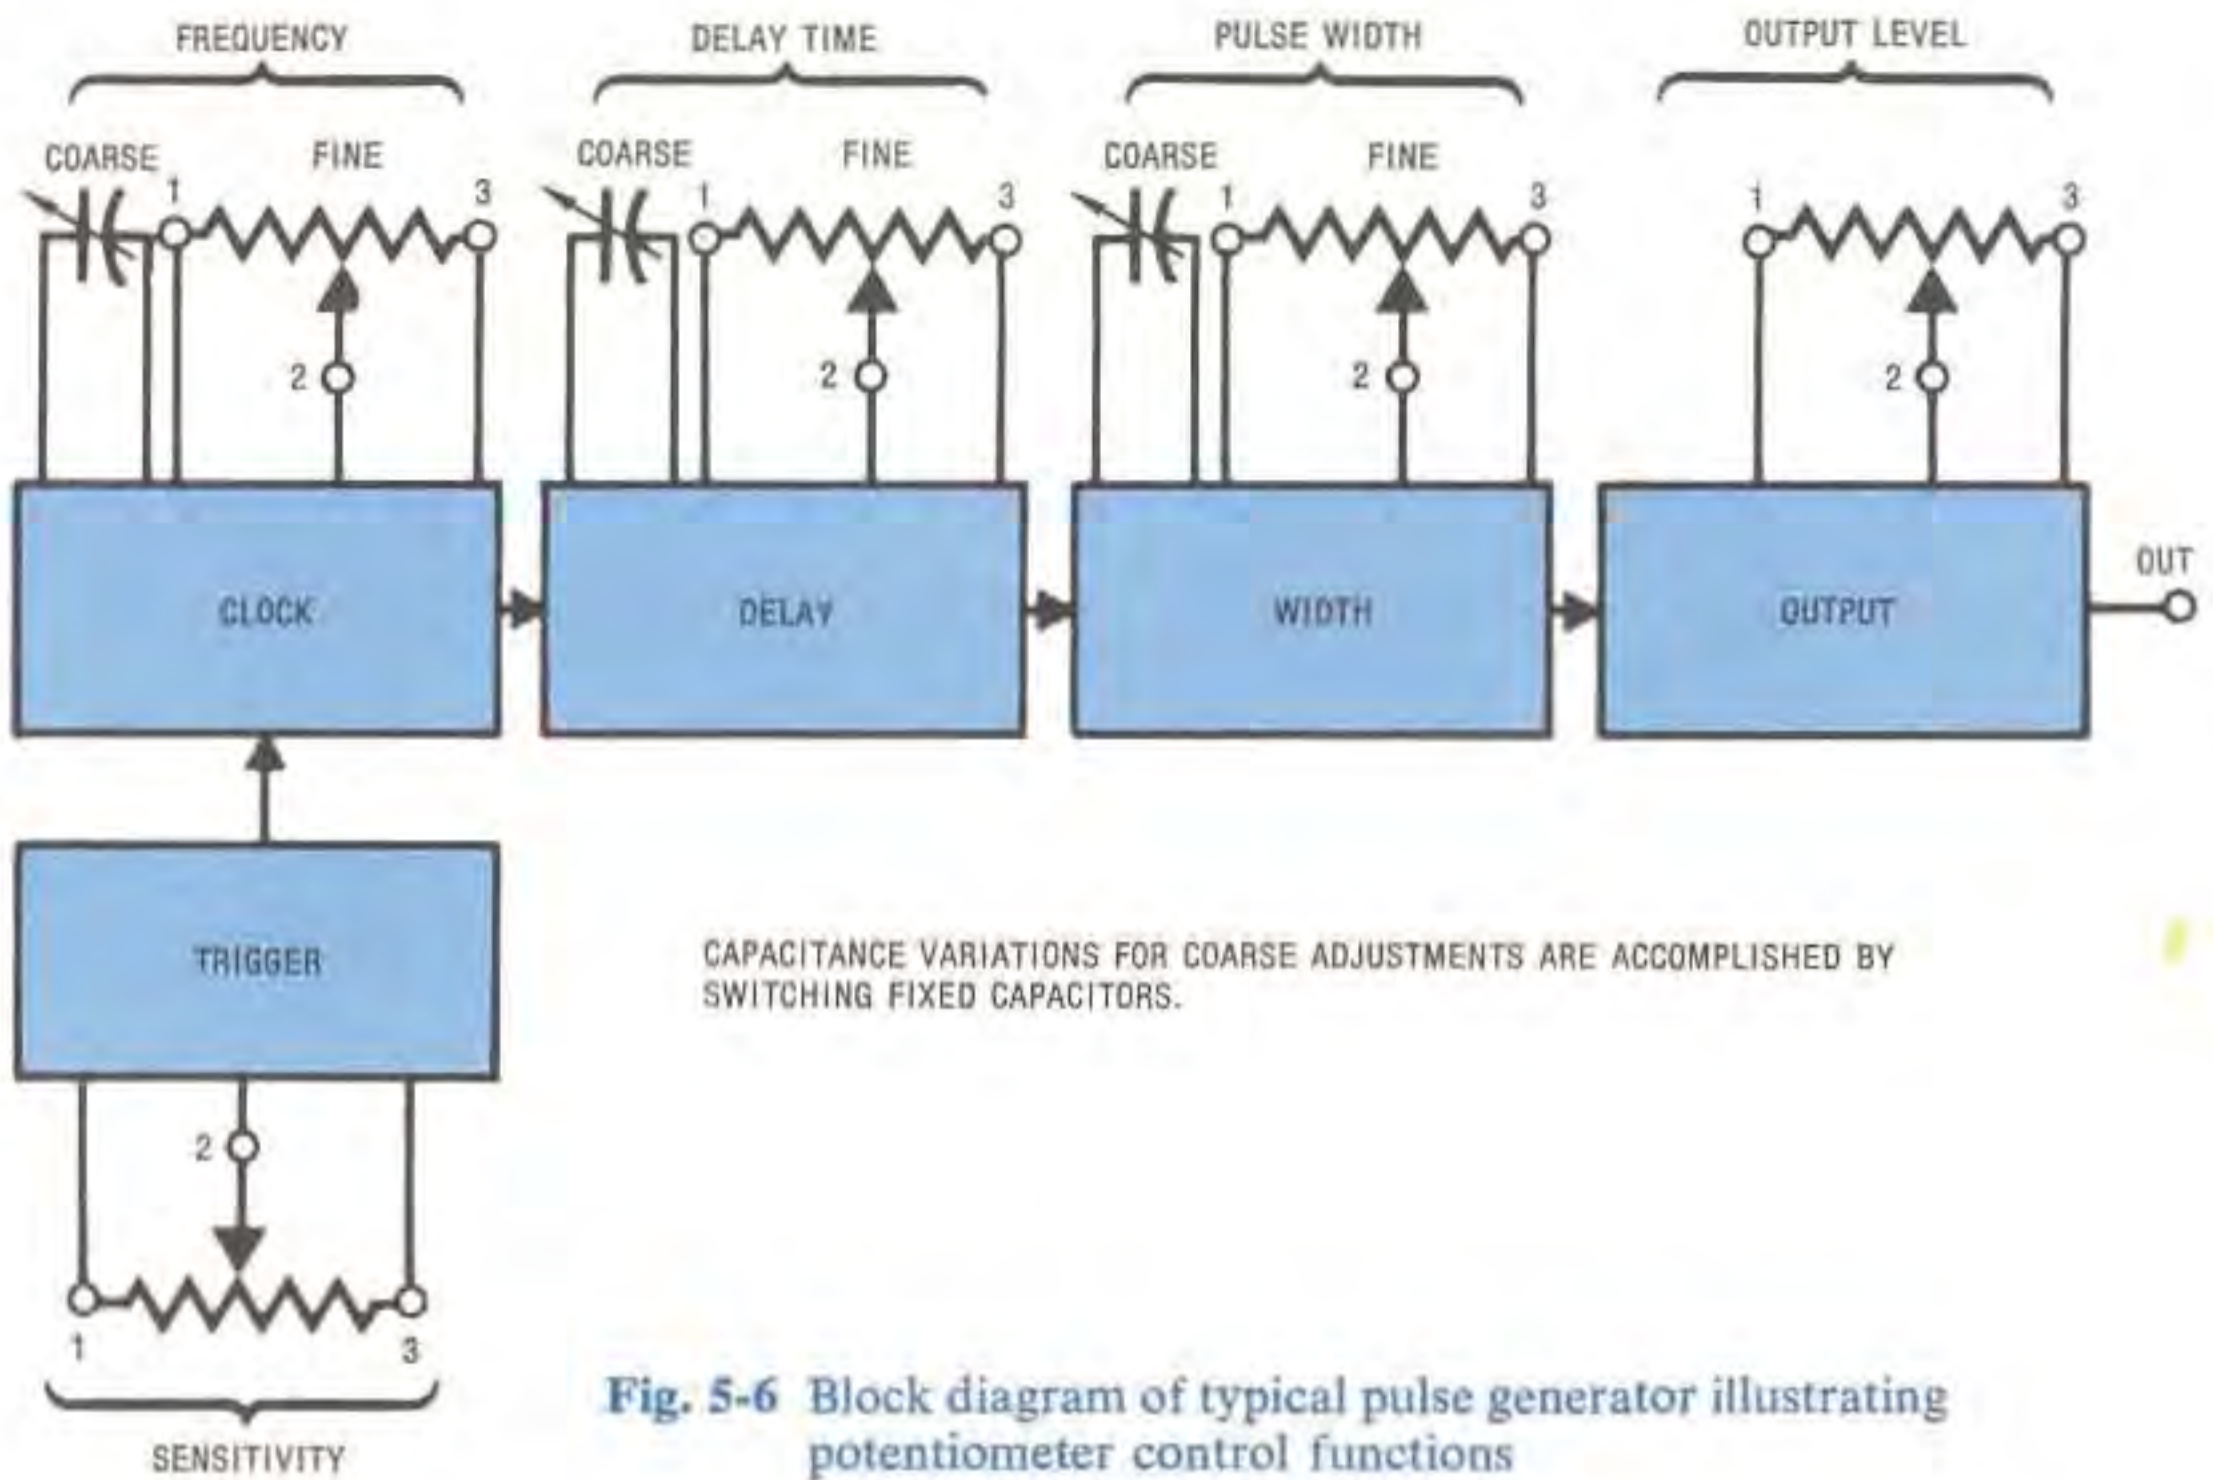 FREQUENCY
DELAY TIME
PULSE WIDTH
OUTPUT LEVEL
COARSE
FINE
COARSE
FINE
COARSE
FINE
1
3
1
3
1
3
1
3
2
2
2
2
CLOCK
DELAY
WIDTH
OUTPUT
OUT
TRIGGER
CAPACITANCE VARIATIONS FOR COARSE ADJUSTMENTS ARE ACCOMPLISHED BY
SWITCHING FIXED CAPACITORS.
2
1
3
SENSITIVITY
Fig. 5-6 Block diagram of typical pulse generator illustrating
potentiometer control functions